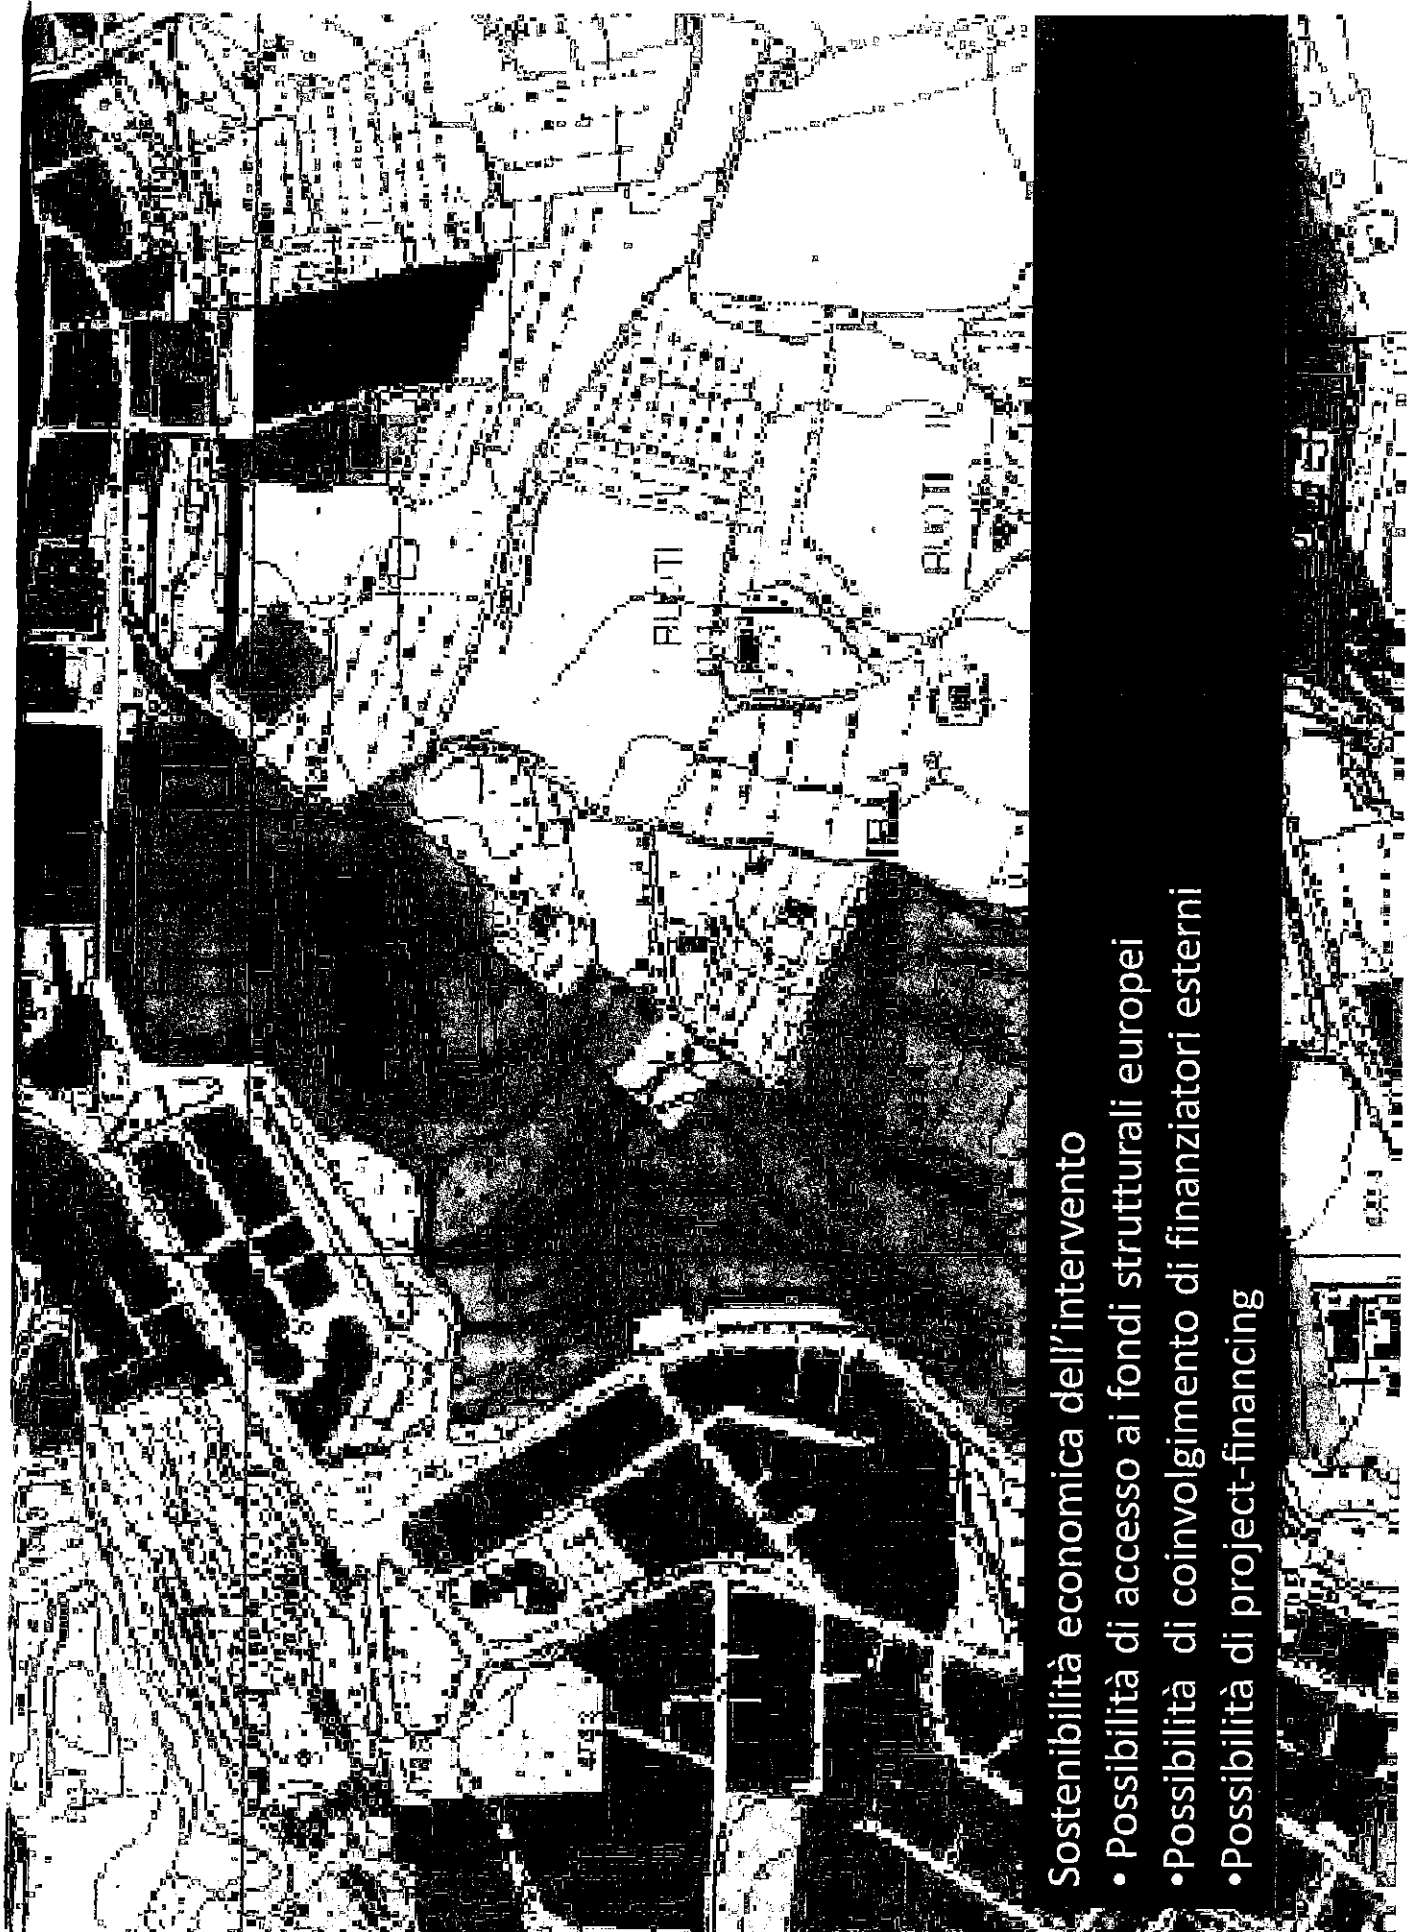 Sostenibilità economica dell'intervento
• Possibilità di accesso ai fondi strutturali europei
•Possibilità  di coinvolgimento di finanziatori esterni
•Possibilità di project-financing